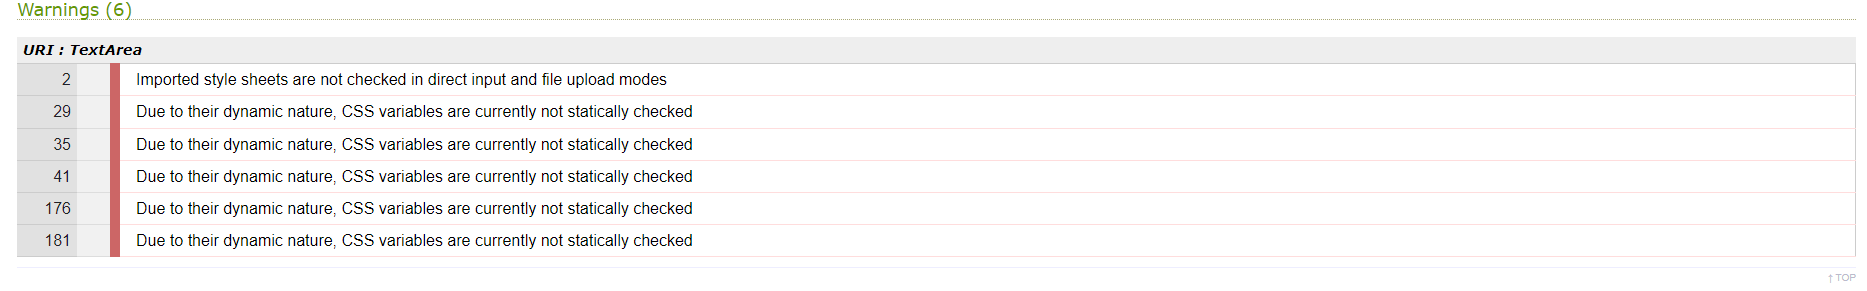 Warnings (6)
URI : TextArea
2 Imported style sheets are not checked in direct input and file upload modes
29 Due to their dynamic nature, CSS variables are currently not statically checked
35 Due to their dynamic nature, CSS variables are currently not statically checked
41 Due to their dynamic nature, CSS variables are currently not statically checked
176 Due to their dynamic nature, CSS variables are currently not statically checked
181 Due to their dynamic nature, CSS variables are currently not statically checked
↑ TOP